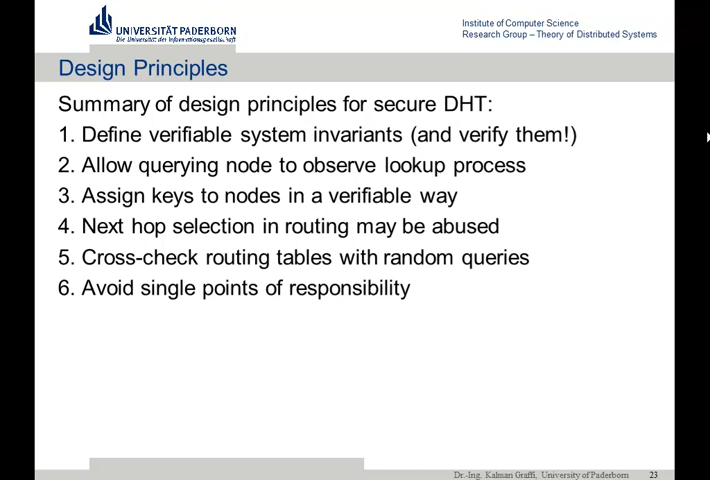 UNIVERSITÄT PADERBORN
Die Universität der Informationsgesellschaft
Institute of Computer Science
Research Group – Theory of Distributed Systems
Design Principles
Summary of design principles for secure DHT:
1. Define verifiable system invariants (and verify them!)
2. Allow querying node to observe lookup process
3. Assign keys to nodes in a verifiable way
4. Next hop selection in routing may be abused
5. Cross-check routing tables with random queries
6. Avoid single points of responsibility
Dr.-Ing. Kalman Graffi, University of Paderborn 23